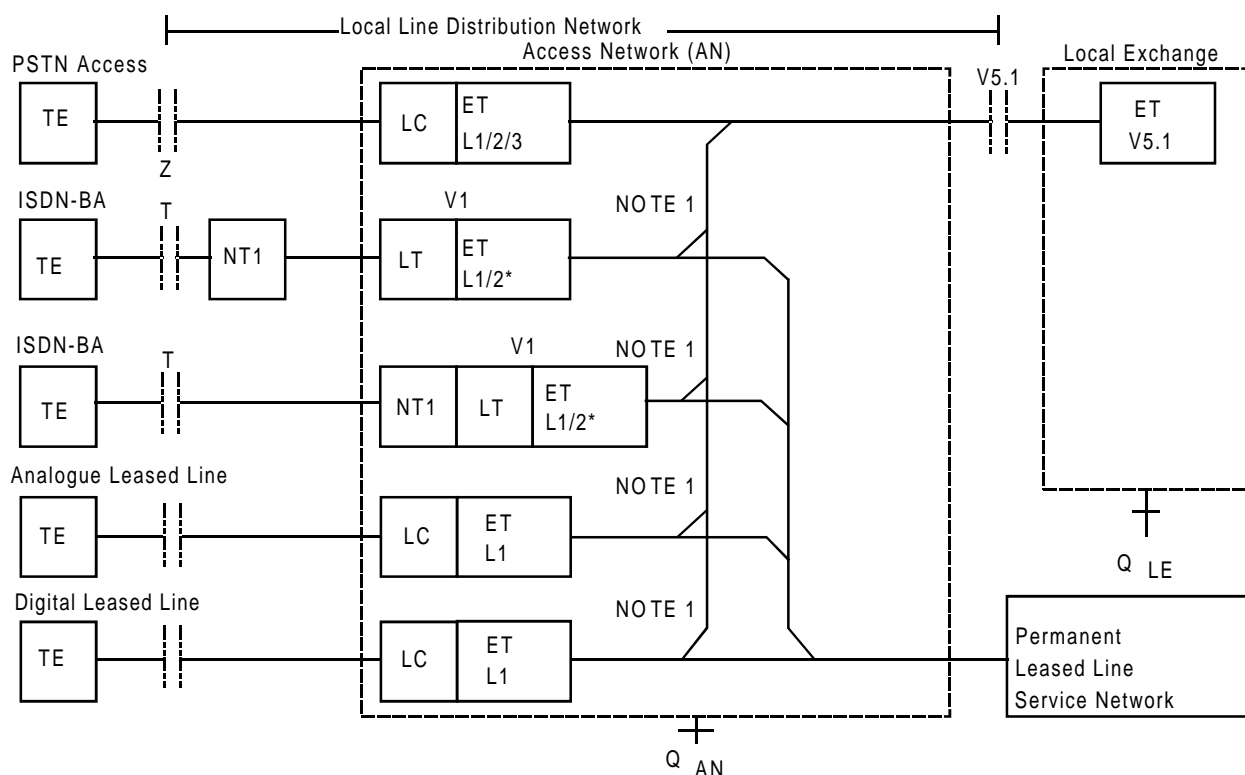 Local Line Distribution Network
Access Network (AN)
Local Exchange
PSTN Access
V5.1
TE
Z
LC
ET
L1/2/3
ET
V5.1
ISDN-BA
T
V1
NOTE 1
TE
NT1
LT
ET
L1/2*
ISDN-BA
T
V1
NOTE 1
TE
NT1
LT
ET
L1/2*
Analogue Leased Line
NOTE 1
TE
LC
ET
L1
Q LE
Digital Leased Line
NOTE 1
TE
LC
ET
L1
Permanent
Leased Line
Service Network
Q AN